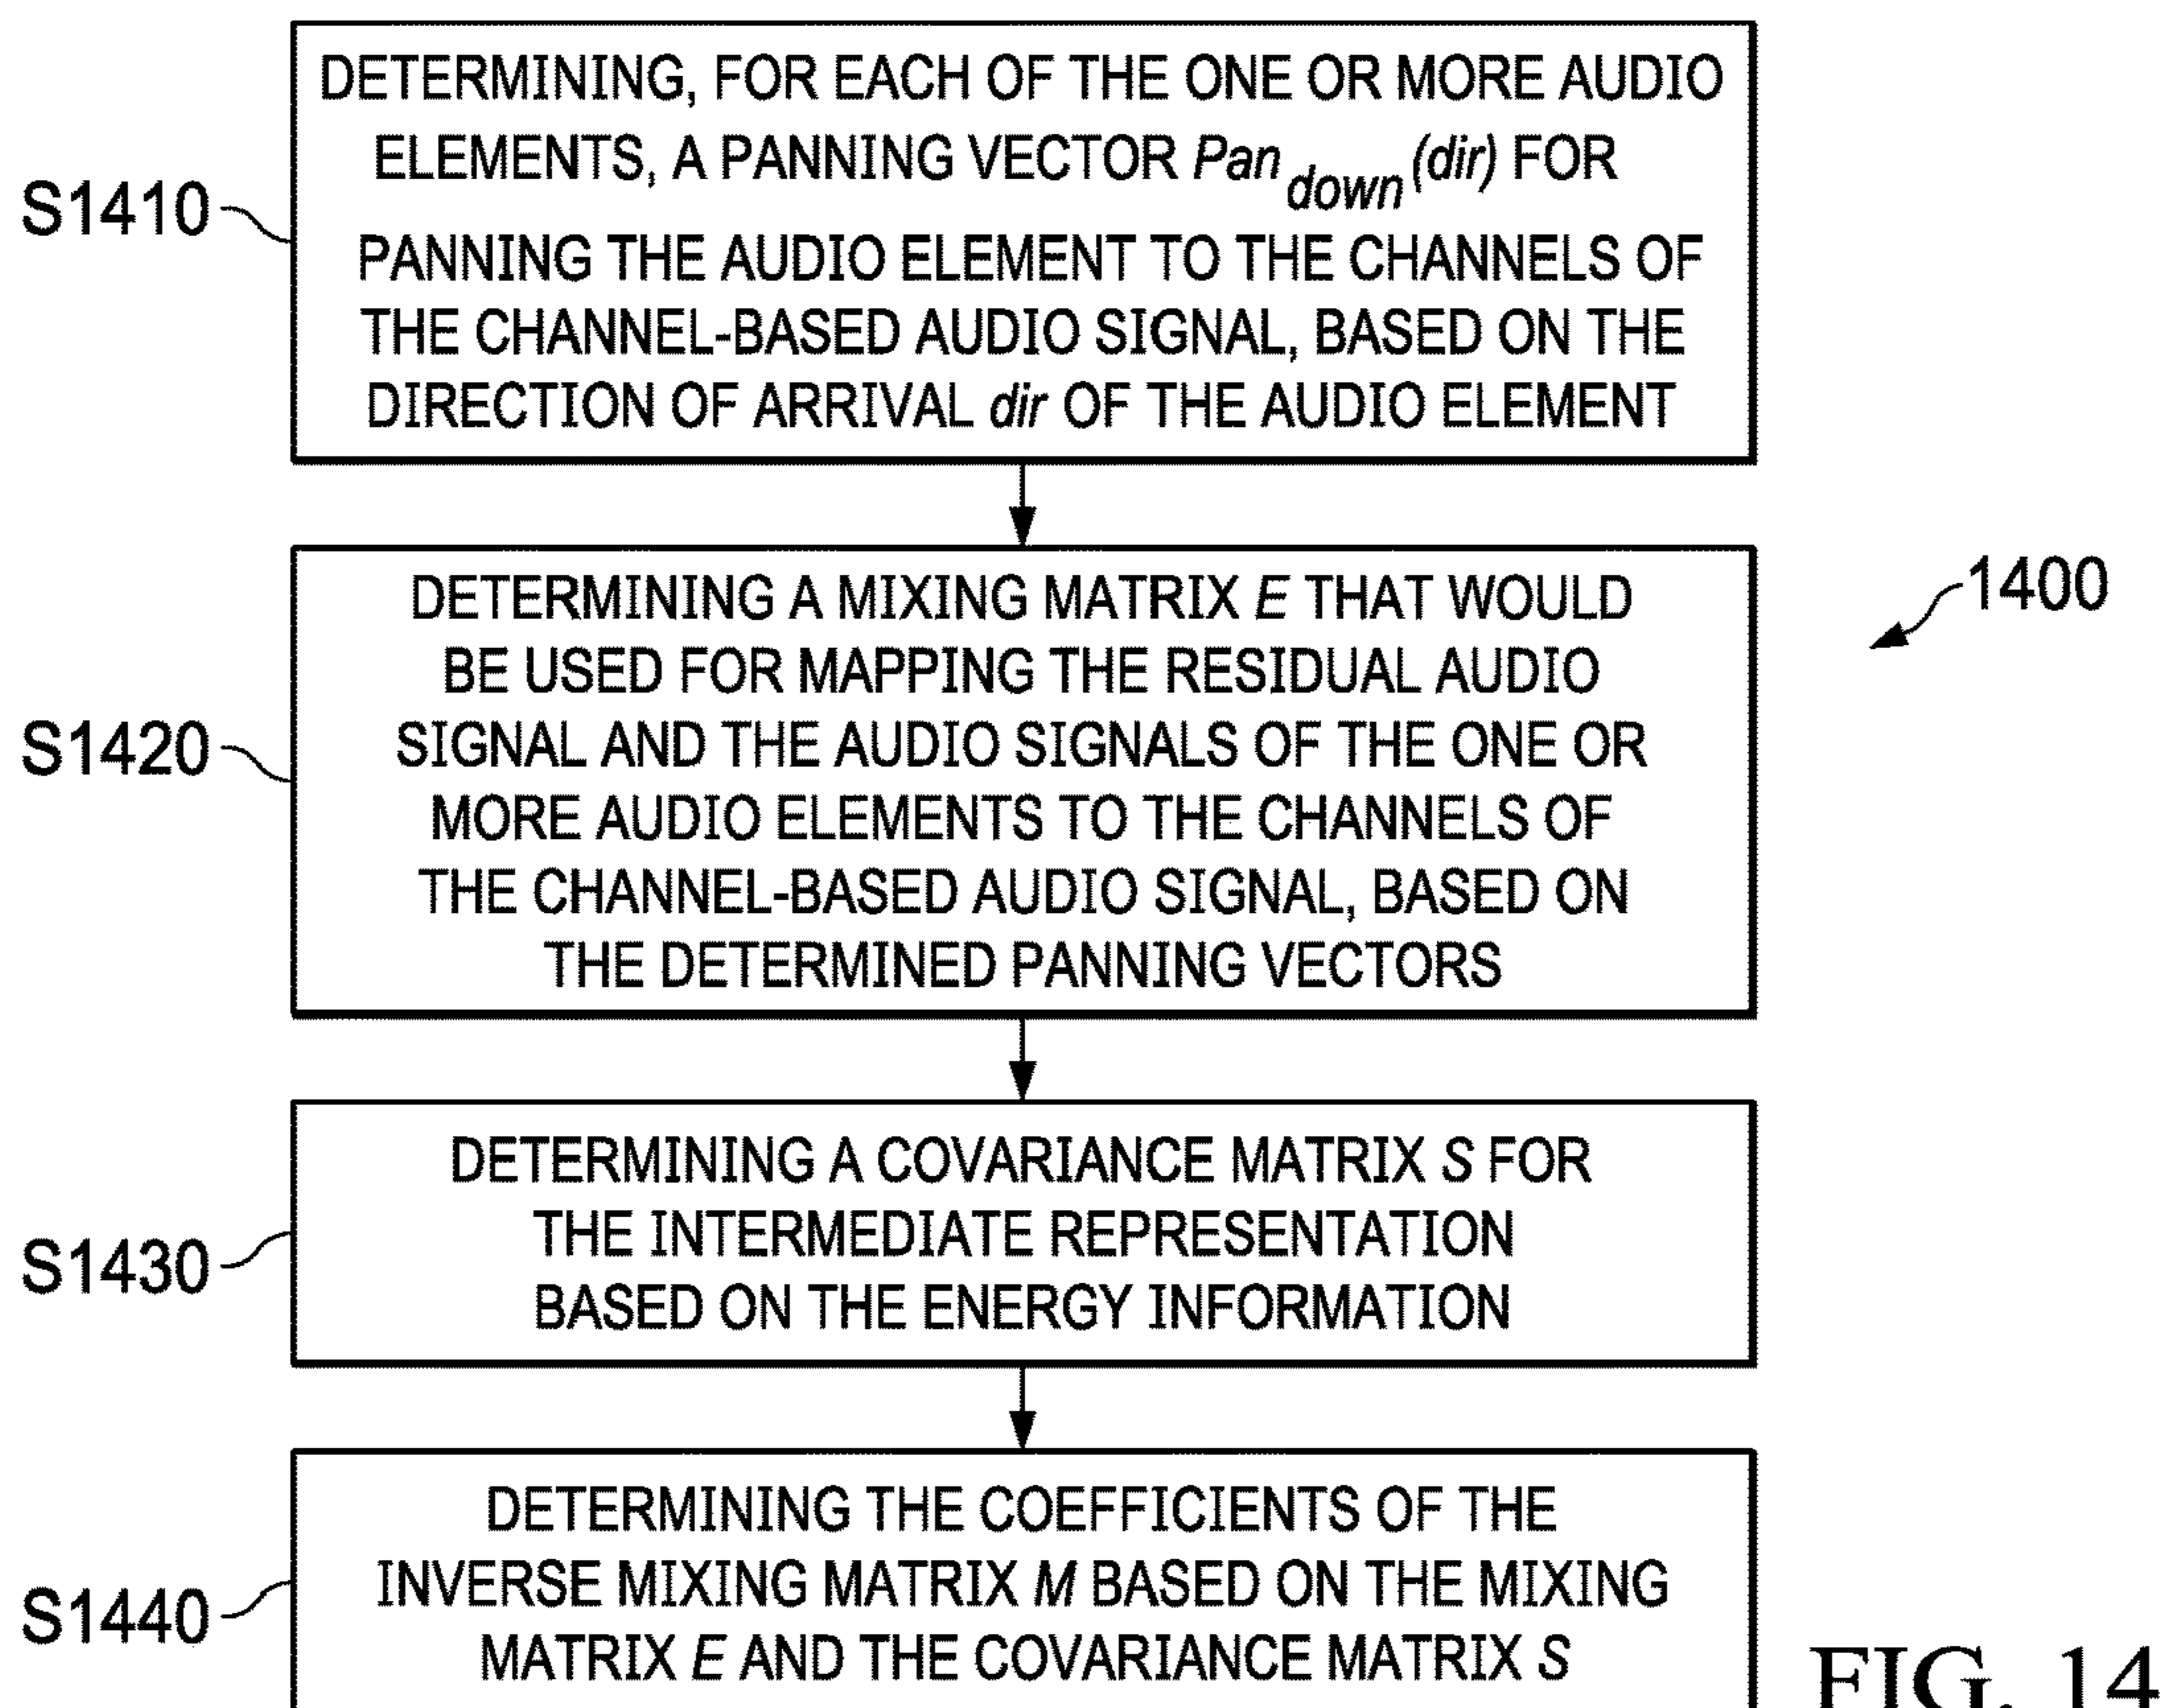 DETERMINING, FOR EACH OF THE ONE OR MORE AUDIO
ELEMENTS, A PANNING VECTOR Pan down (dir) FOR
PANNING THE AUDIO ELEMENT TO THE CHANNELS OF
THE CHANNEL-BASED AUDIO SIGNAL, BASED ON THE
DIRECTION OF ARRIVAL dir OF THE AUDIO ELEMENT
S1410
DETERMINING A MIXING MATRIX E THAT WOULD
BE USED FOR MAPPING THE RESIDUAL AUDIO
SIGNAL AND THE AUDIO SIGNALS OF THE ONE OR
MORE AUDIO ELEMENTS TO THE CHANNELS OF
THE CHANNEL-BASED AUDIO SIGNAL, BASED ON
THE DETERMINED PANNING VECTORS
S1420
1400
DETERMINING A COVARIANCE MATRIX S FOR
THE INTERMEDIATE REPRESENTATION
BASED ON THE ENERGY INFORMATION
S1430
DETERMINING THE COEFFICIENTS OF THE
INVERSE MIXING MATRIX M BASED ON THE MIXING
MATRIX E AND THE COVARIANCE MATRIX S
S1440
FIG. 14